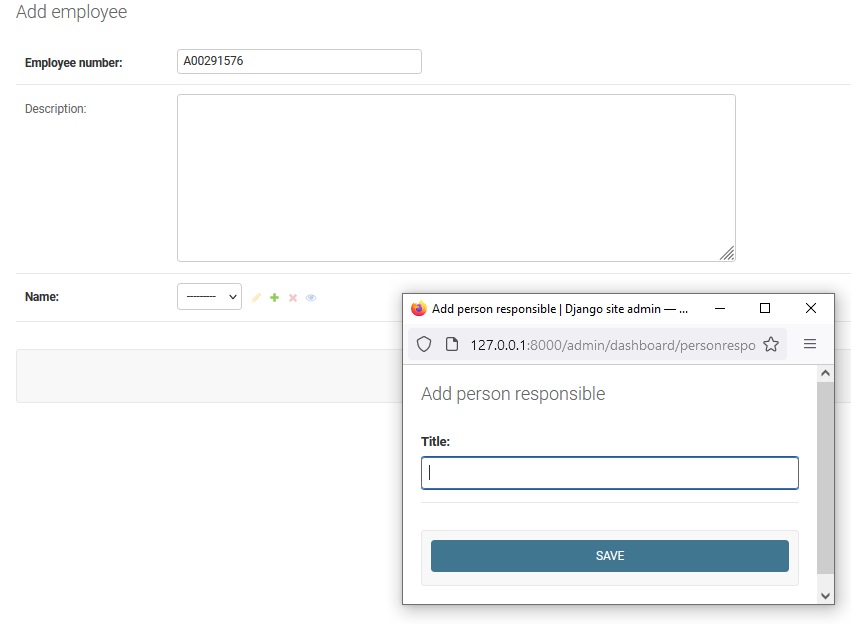 Add employee
Employee number:
A00291576
Description:
Name:
---------
Add person responsible | Django site admin — ...
127.0.0.1:8000/admin/dashboard/personrespo
Add person responsible
Title:
SAVE